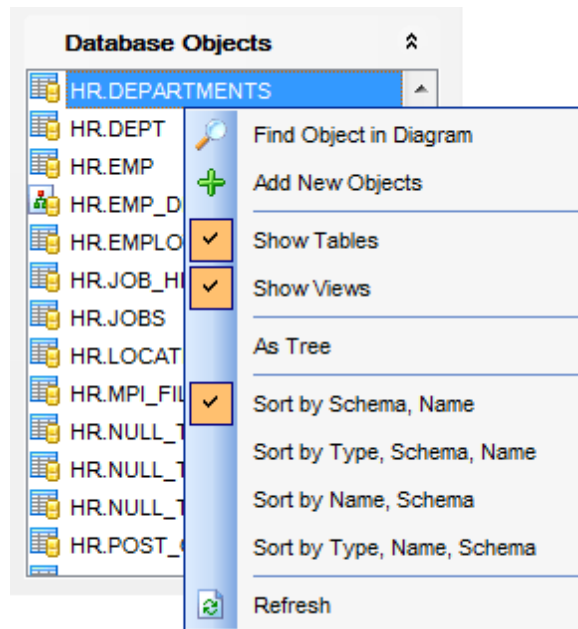 Database Objects
HR.DEPARTMENTS
HR.DEPT
HR.EMP
HR.EMP_D
HR.EMPLO
HR.JOB_H
HR.JOBS
HR.LOCAT
HR.MPI_FIL
HR.NULL_T
HR.NULL_T
HR.NULL_T
HR.POST_
Find Object in Diagram
Add New Objects
Show Tables
Show Views
As Tree
Sort by Schema, Name
Sort by Type, Schema, Name
Sort by Name, Schema
Sort by Type, Name, Schema
Refresh